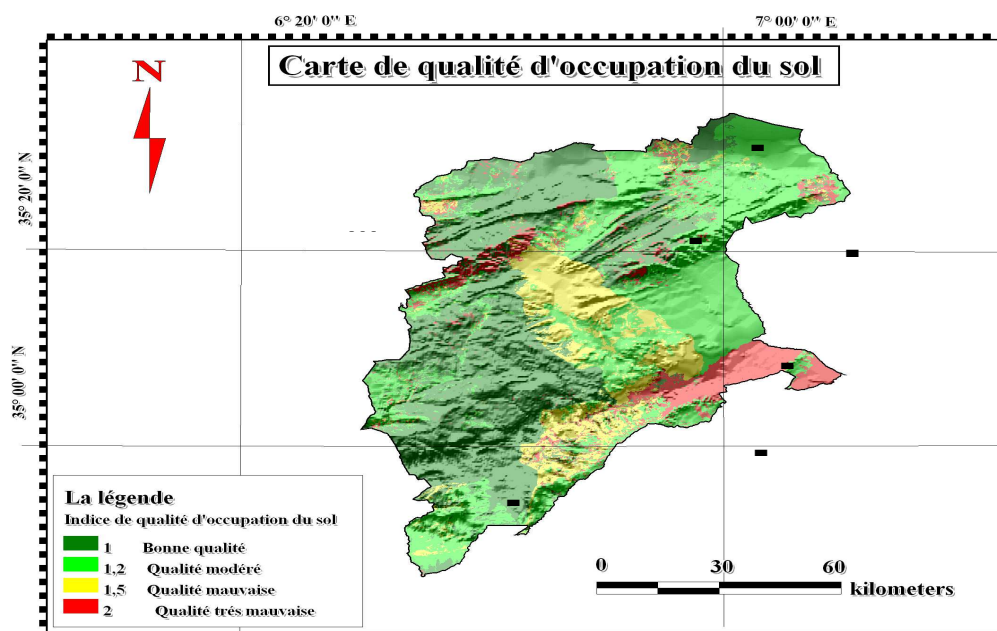 6° 20' 0'' E
7° 00' 0'' E
Carte de qualité d'occupation du sol
N
35° 20' 0'' N
35° 00' 0'' N
La légende
Indice de qualité d'occupation du sol
1 Bonne qualité
1,2 Qualité modéré
1,5 Qualité mauvaise
2 Qualité trés mauvaise
0 30 60
kilometers